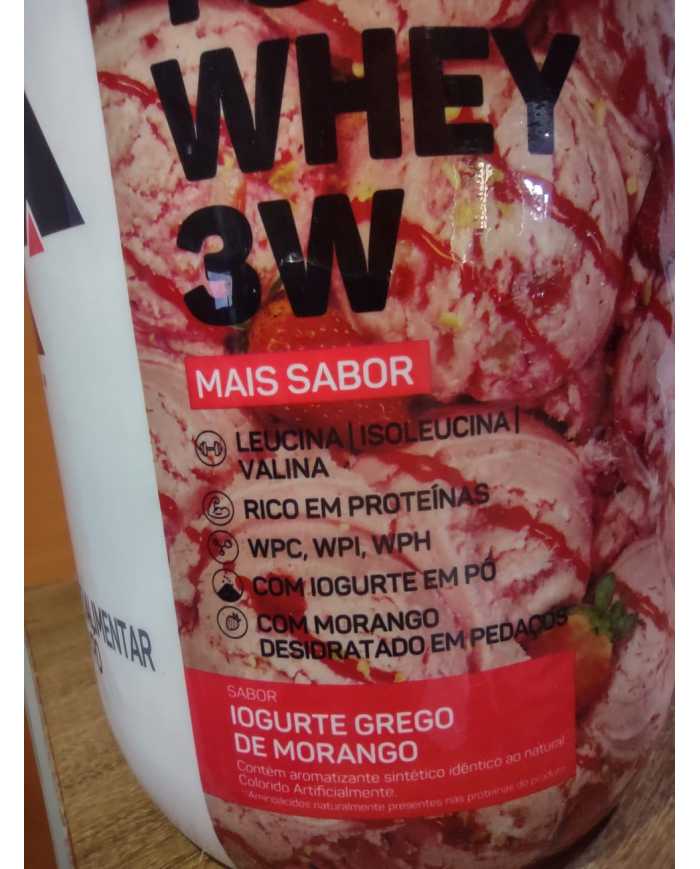 WHEY
3W
MAIS SABOR
LEUCINA | ISOLEUCINA |
VALINA
RICO EM PROTEÍNAS
WPC, WPI, WPH
COM IOGURTE EM PÓ
COM MORANGO
DESIDRATADO EM PEDAÇOS
SABOR
IOGURTE GREGO
DE MORANGO
Contém aromatizante sintético idêntico ao natural.
Colorido Artificialmente.
Aminoácidos naturalmente presentes nas proteínas do produto